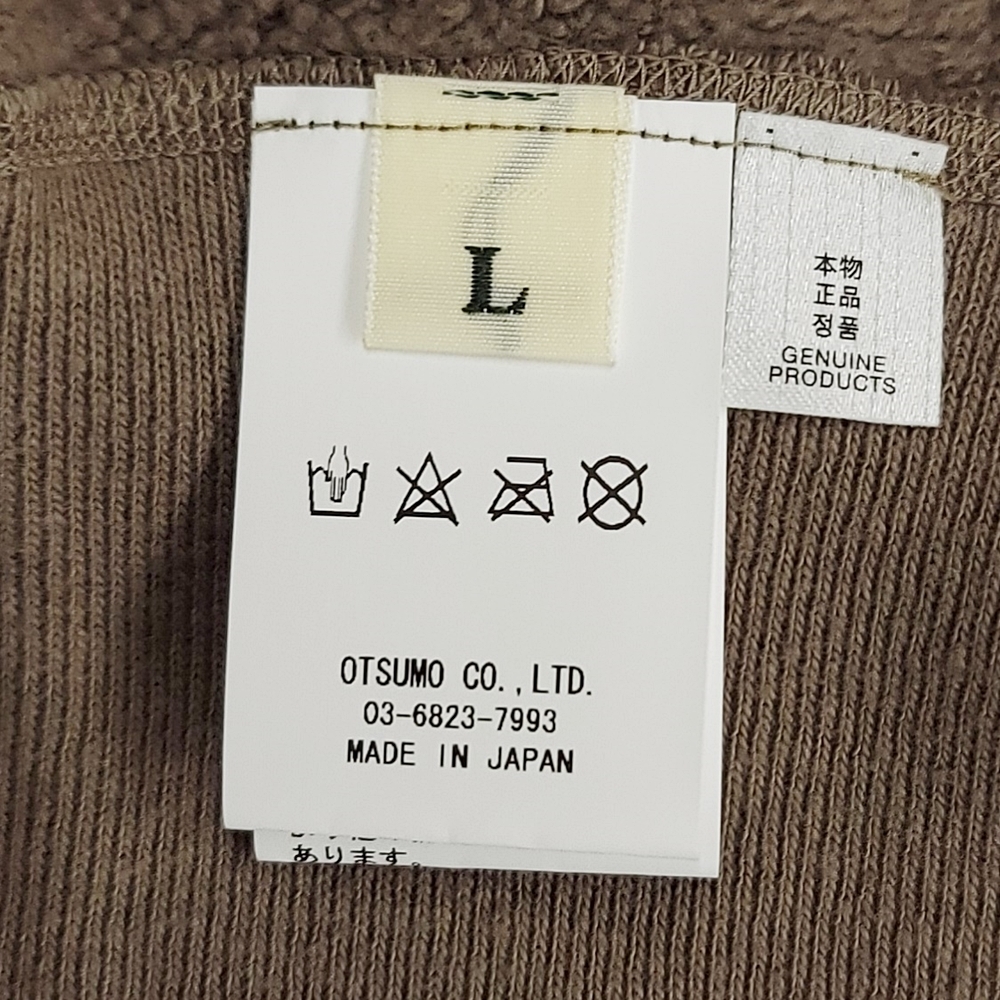 L
本物
正品
정품
GENUINE
PRODUCTS
OTSUMO CO.,LTD.
03-6823-7993
MADE IN JAPAN
あります。